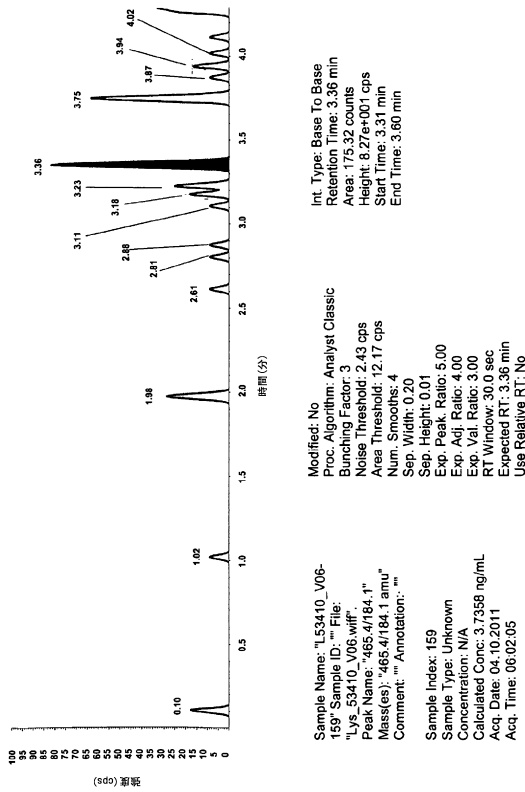 強度(cps)
100
95
90
85
80
75
70
65
60
55
50
45
40
35
30
25
20
15
10
5
0
0.10
1.02
1.98
2.61
2.81
2.88
3.11
3.18
3.23
3.36
3.75
3.87
3.94
4.02
0.5
1.0
1.5
2.0
2.5
3.0
3.5
4.0
時間(分)
Sample Name: "L53410_V06-
159" Sample ID: "" File:
"Lys_53410_V06.wiff"
Peak Name: "465.4/184.1"
Mass(es): "465.4/184.1 amu"
Comment: "" Annotation: ""
Sample Index: 159
Sample Type: Unknown
Concentration: N/A
Calculated Conc: 3.7358 ng/mL
Acq. Date: 04.10.2011
Acq. Time: 06:02:05
Modified: No
Proc. Algorithm: Analyst Classic
Bunching Factor: 3
Noise Threshold: 2.43 cps
Area Threshold: 12.17 cps
Num. Smooths: 4
Sep. Width: 0.20
Sep. Height: 0.01
Exp. Peak. Ratio: 5.00
Exp. Adj. Ratio: 4.00
Exp. Val. Ratio: 3.00
RT Window: 30.0 sec
Expected RT: 3.36 min
Use Relative RT: No
Int. Type: Base To Base
Retention Time: 3.36 min
Area: 175.32 counts
Height: 8.27e+001 cps
Start Time: 3.31 min
End Time: 3.60 min